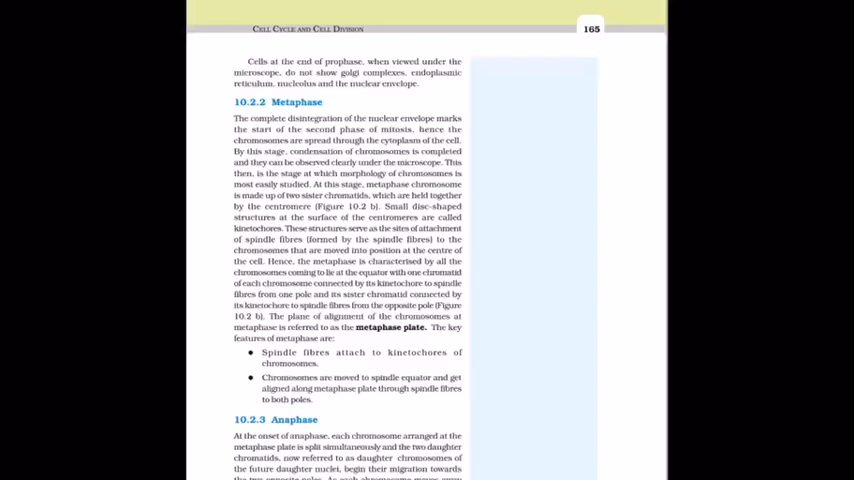 CELL CYCLE AND CELL DIVISION
165
Cells at the end of prophase, when viewed under the
microscope, do not show golgi complexes, endoplasmic
reticulum, nucleolus and the nuclear envelope.
10.2.2 Metaphase
The complete disintegration of the nuclear envelope marks
the start of the second phase of mitosis, hence the
chromosomes are spread through the cytoplasm of the cell.
By this stage, condensation of chromosomes is completed
and they can be observed clearly under the microscope. This
then, is the stage at which morphology of chromosomes is
most easily studied. At this stage, metaphase chromosome
is made up of two sister chromatids, which are held together
by the centromere (Figure 10.2 b). Small disc-shaped
structures at the surface of the centromeres are called
kinetochores. These structures serve as the sites of attachment
of spindle fibres (formed by the spindle fibres) to the
chromosomes that are moved into position at the centre of
the cell. Hence, the metaphase is characterised by all the
chromosomes coming to lie at the equator with one chromatid
of each chromosome connected by its kinetochore to spindle
fibres from one pole and its sister chromatid connected by
its kinetochore to spindle fibres from the opposite pole (Figure
10.2 b). The plane of alignment of the chromosomes at
metaphase is referred to as the metaphase plate. The key
features of metaphase are:
● Spindle fibres attach to kinetochores of
chromosomes.
● Chromosomes are moved to spindle equator and get
aligned along metaphase plate through spindle fibres
to both poles.
10.2.3 Anaphase
At the onset of anaphase, each chromosome arranged at the
metaphase plate is split simultaneously and the two daughter
chromatids, now referred to as daughter chromosomes of
the future daughter nuclei, begin their migration towards
the two opposite poles. As each chromosome moves away